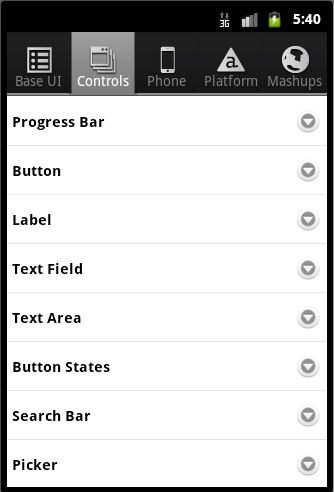 3G 5:40
Base UI Controls Phone Platform Mashups
Progress Bar
Button
Label
Text Field
Text Area
Button States
Search Bar
Picker